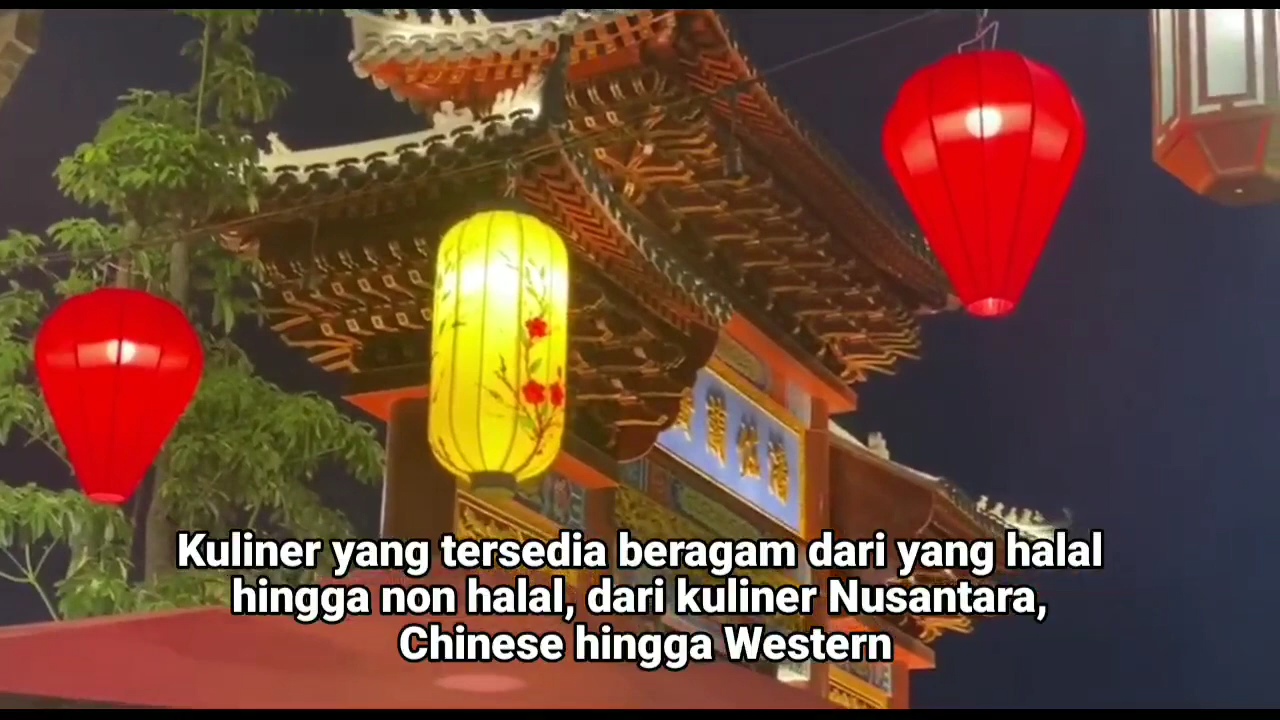 Kuliner yang tersedia beragam dari yang halal
hingga non halal, dari kuliner Nusantara,
Chinese hingga Western